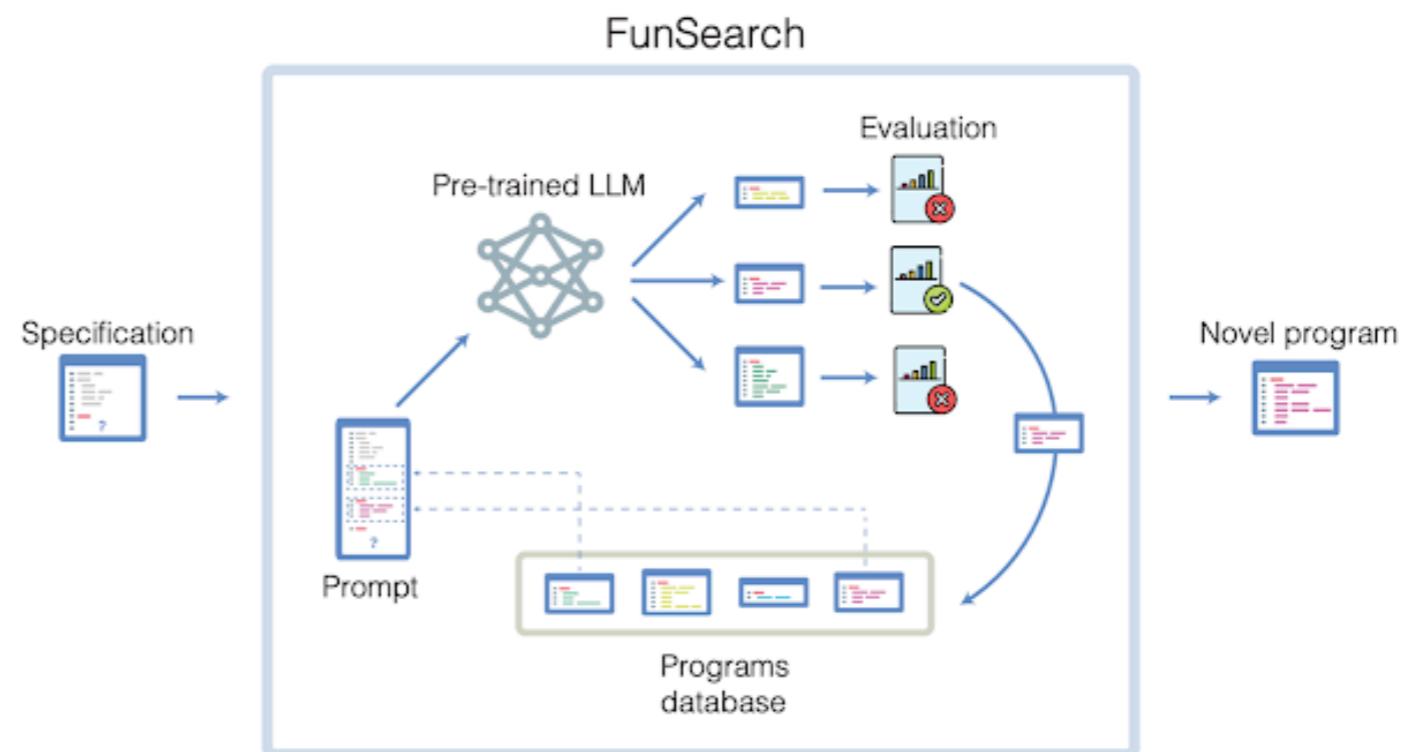 FunSearch
Evaluation
Pre-trained LLM
Specification
?
Novel program
?
Prompt
Programs
database